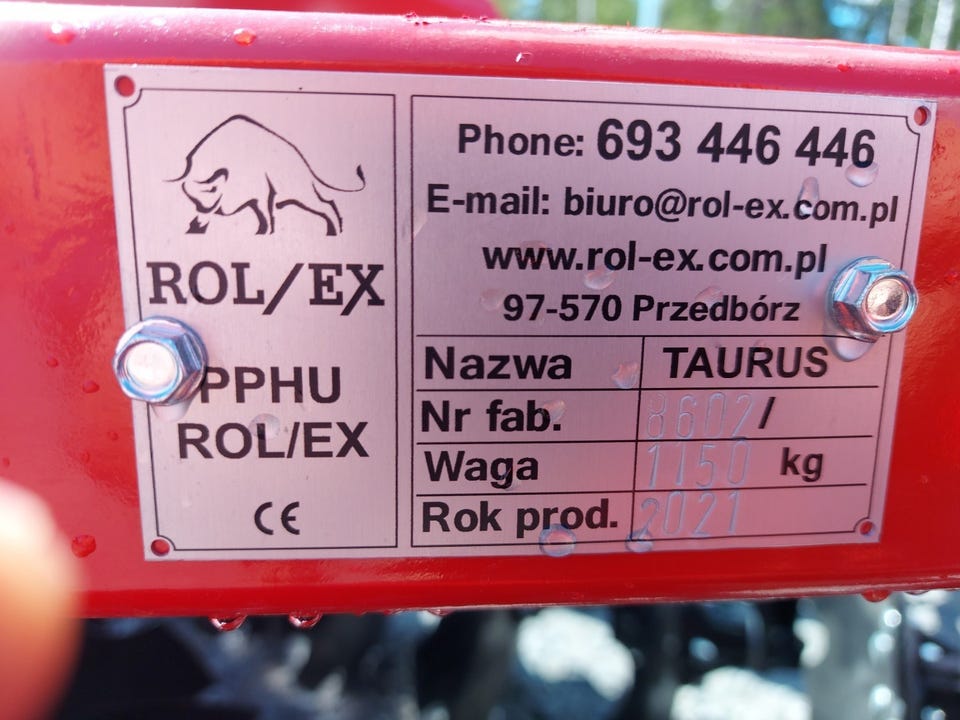 ROL/EX
PPHU
ROL/EX
CE
Phone: 693 446 446
E-mail: biuro@rol-ex.com.pl
www.rol-ex.com.pl
97-570 Przedbórz
Nazwa TAURUS
Nr fab. 8602/
Waga 1150 kg
Rok prod. 2021